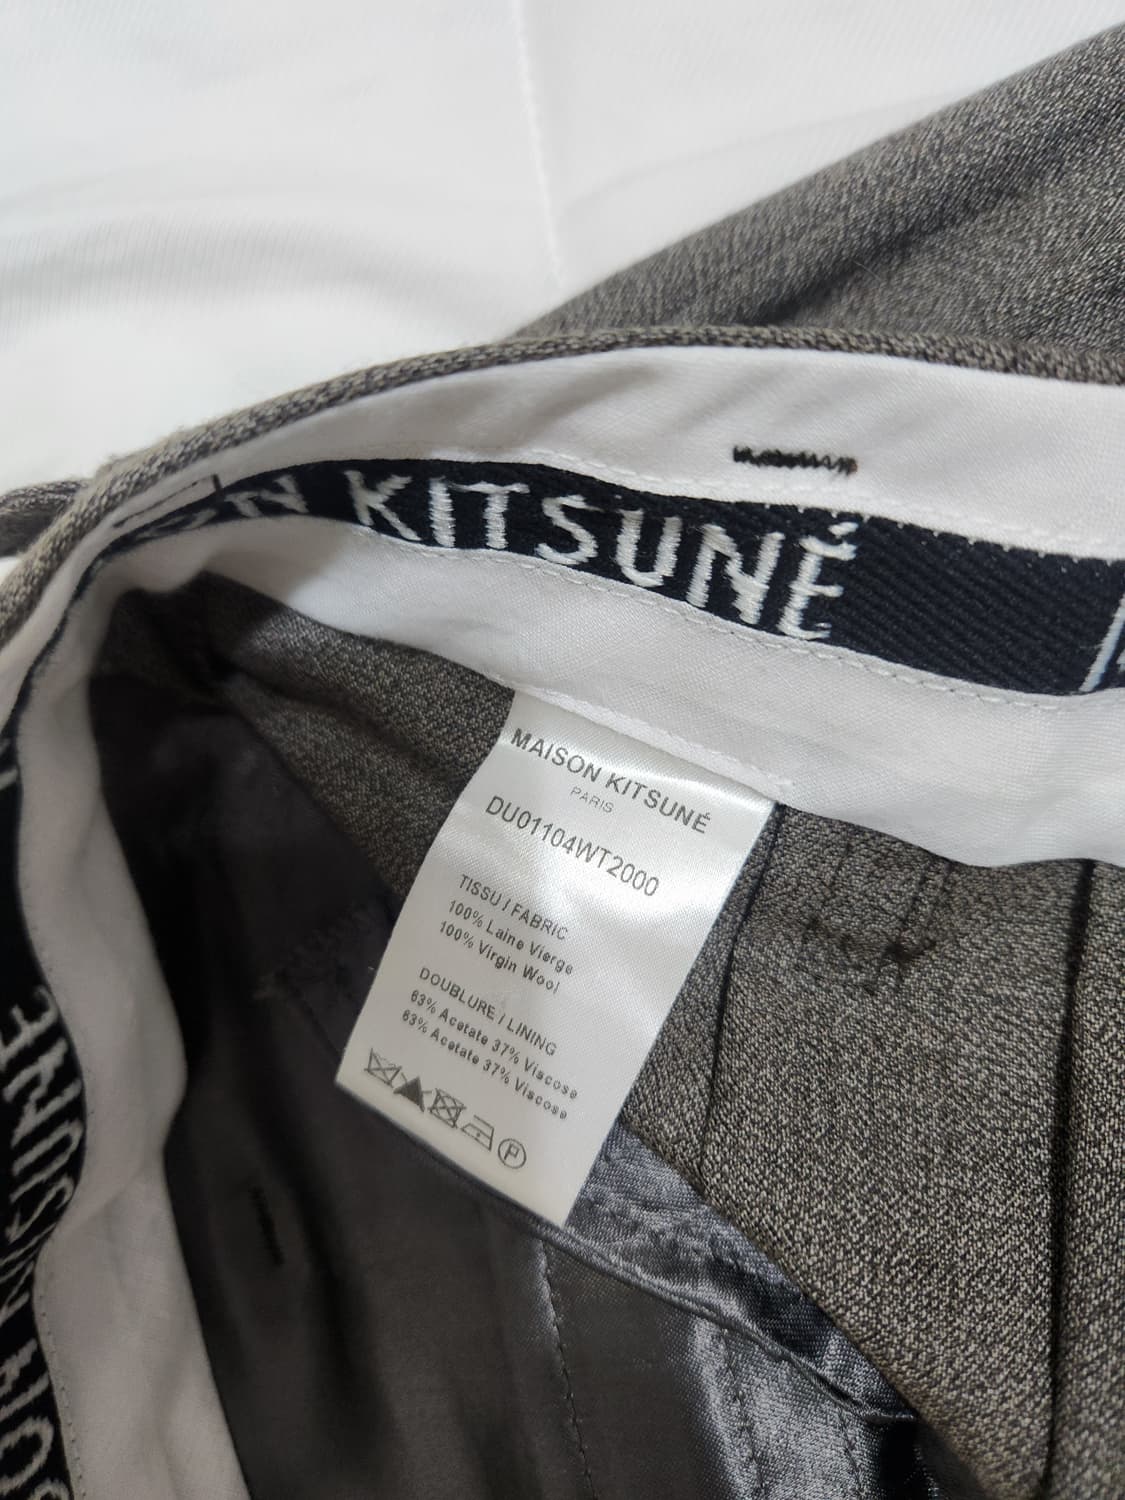 ON KITSUNÉ
MAISON KITSUNÉ
PARIS
DU01104WT2000
TISSU / FABRIC
100% Laine Vierge
100% Virgin Wool
DOUBLURE / LINING
63% Acetate 37% Viscose
63% Acetate 37% Viscose
P
KITSUNÉ